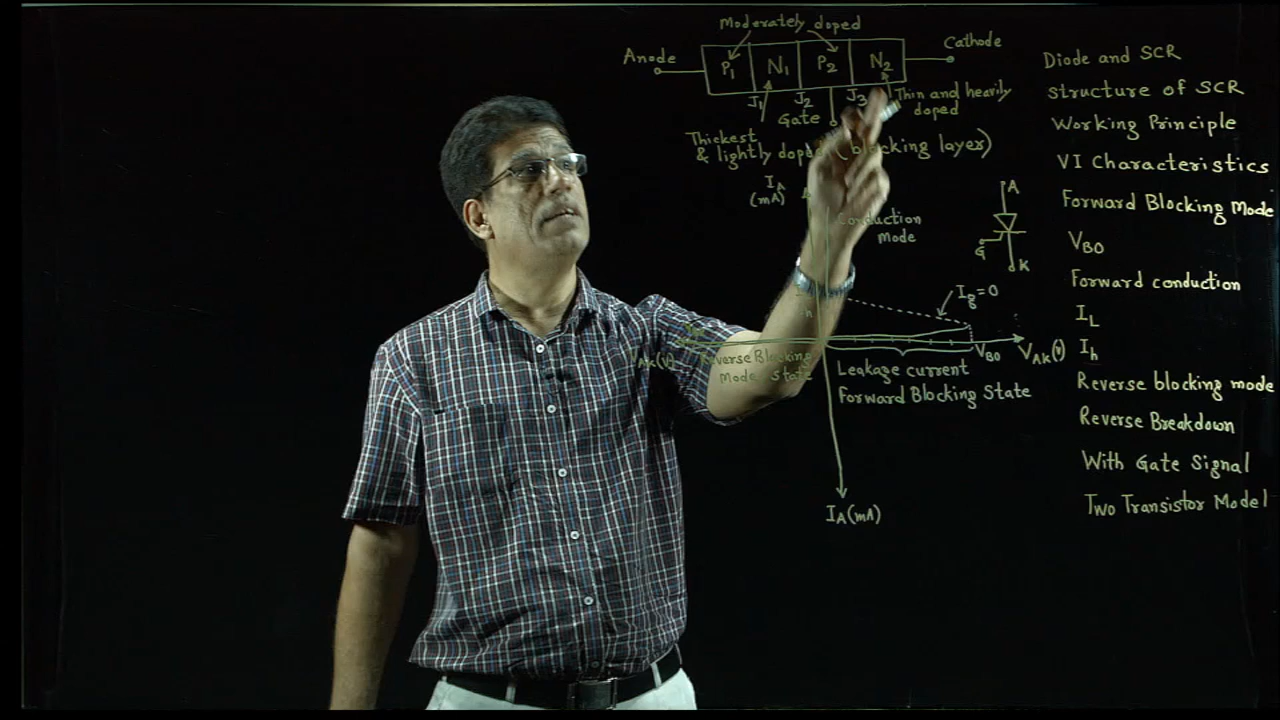 Moderately doped
Anode
P1 N1 P2 N2
Cathode
J1 J2 J3
Gate
Thin and heavily
doped
Thickest
& lightly doped (blocking layer)
IA
(mA)
Conduction
mode
A
G
K
Ig=0
VBO
VAK(V)
VAK(V)
Reverse Blocking
Mode State
Leakage current
Forward Blocking State
IA(mA)
Diode and SCR
Structure of SCR
Working Principle
VI Characteristics
Forward Blocking Mode
VBO
Forward conduction
IL
Ih
Reverse blocking mode
Reverse Breakdown
With Gate Signal
Two Transistor Model